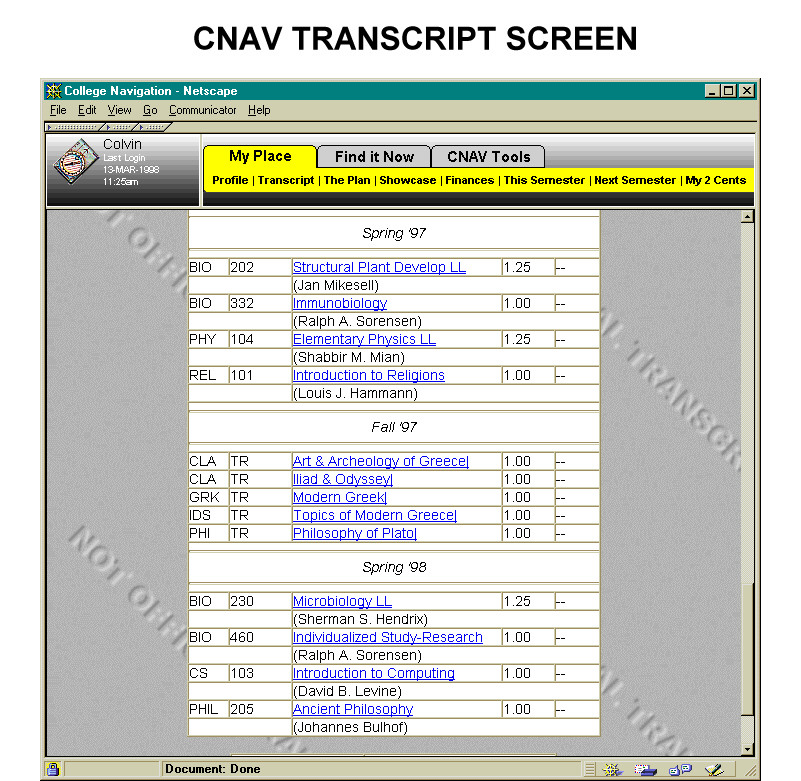 CNAV TRANSCRIPT SCREEN
College Navigation - Netscape
File Edit View Go Communicator Help
Colvin
Last Login
13-MAR-1998
11:25am
My Place Find it Now CNAV Tools
Profile | Transcript | The Plan | Showcase | Finances | This Semester | Next Semester | My 2 Cents
Spring '97
BIO 202 Structural Plant Develop LL 1.25 --
(Jan Mikesell)
BIO 332 Immunobiology 1.00 --
(Ralph A. Sorensen)
PHY 104 Elementary Physics LL 1.25 --
(Shabbir M. Mian)
REL 101 Introduction to Religions 1.00 --
(Louis J. Hammann)
Fall '97
CLA TR Art & Archeology of Greece| 1.00 --
CLA TR Iliad & Odyssey| 1.00 --
GRK TR Modern Greek| 1.00 --
IDS TR Topics of Modern Greece| 1.00 --
PHI TR Philosophy of Plato| 1.00 --
Spring '98
BIO 230 Microbiology LL 1.25 --
(Sherman S. Hendrix)
BIO 460 Individualized Study-Research 1.00 --
(Ralph A. Sorensen)
CS 103 Introduction to Computing 1.00 --
(David B. Levine)
PHIL 205 Ancient Philosophy 1.00 --
(Johannes Bulhof)
Document: Done